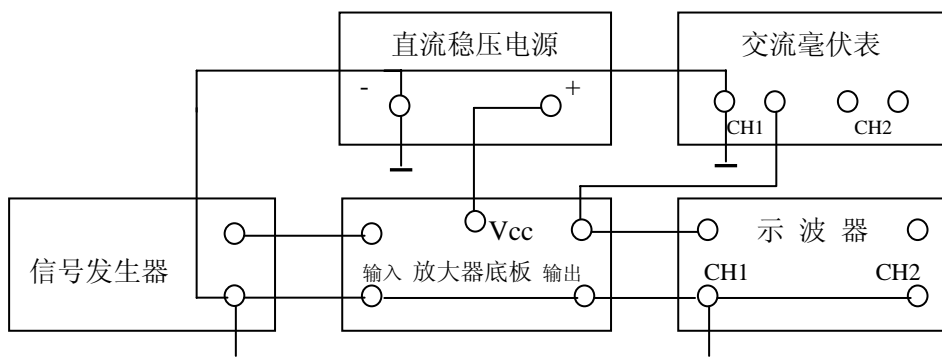 直流稳压电源
交流毫伏表
- +
CH1 CH2
Vcc
示 波 器
信号发生器
输入 放大器底板 输出
CH1 CH2